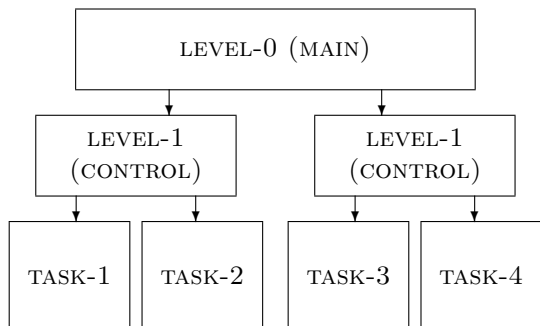 LEVEL-0 (MAIN)
LEVEL-1
(CONTROL)
LEVEL-1
(CONTROL)
TASK-1
TASK-2
TASK-3
TASK-4